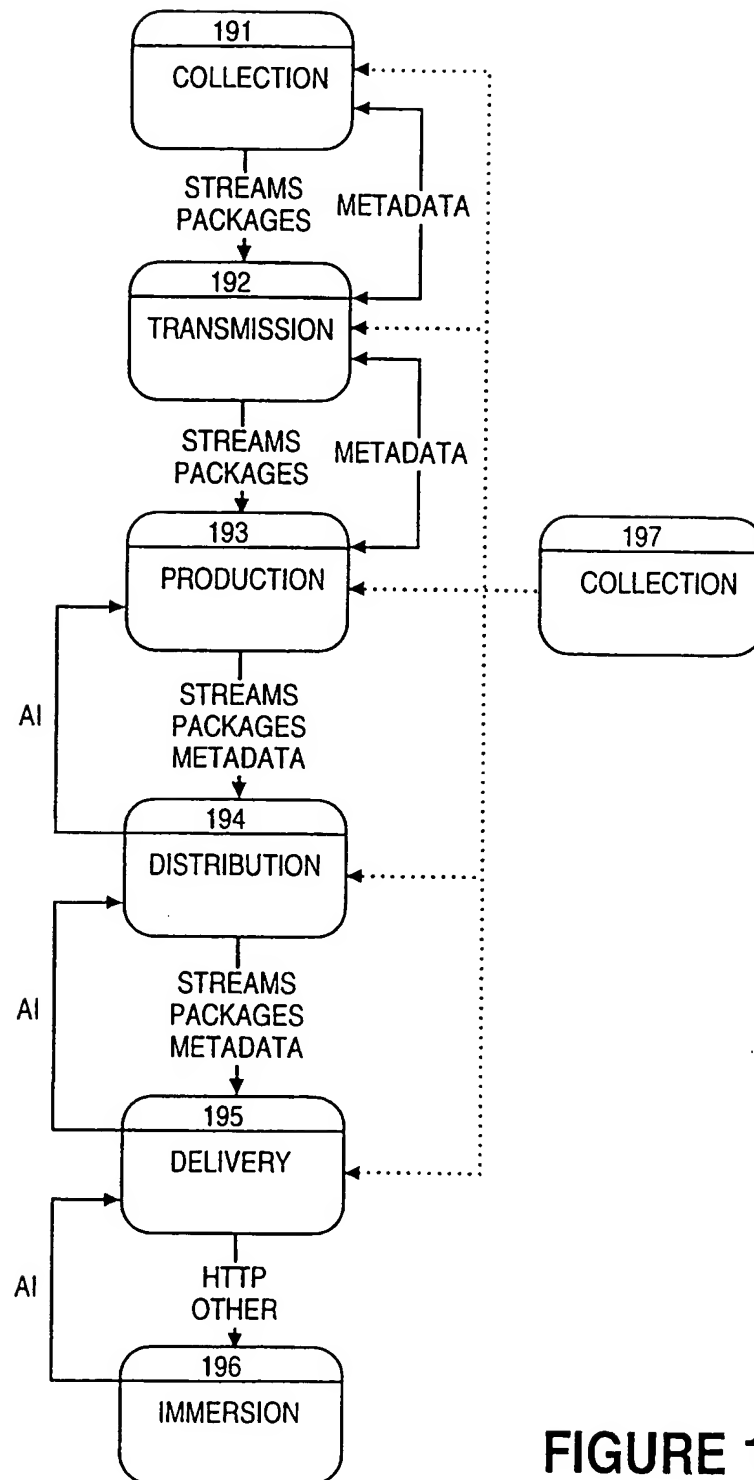 191
COLLECTION
STREAMS
PACKAGES
METADATA
192
TRANSMISSION
STREAMS
PACKAGES
METADATA
193
PRODUCTION
197
COLLECTION
AI
STREAMS
PACKAGES
METADATA
194
DISTRIBUTION
AI
STREAMS
PACKAGES
METADATA
195
DELIVERY
AI
HTTP
OTHER
196
IMMERSION
FIGURE